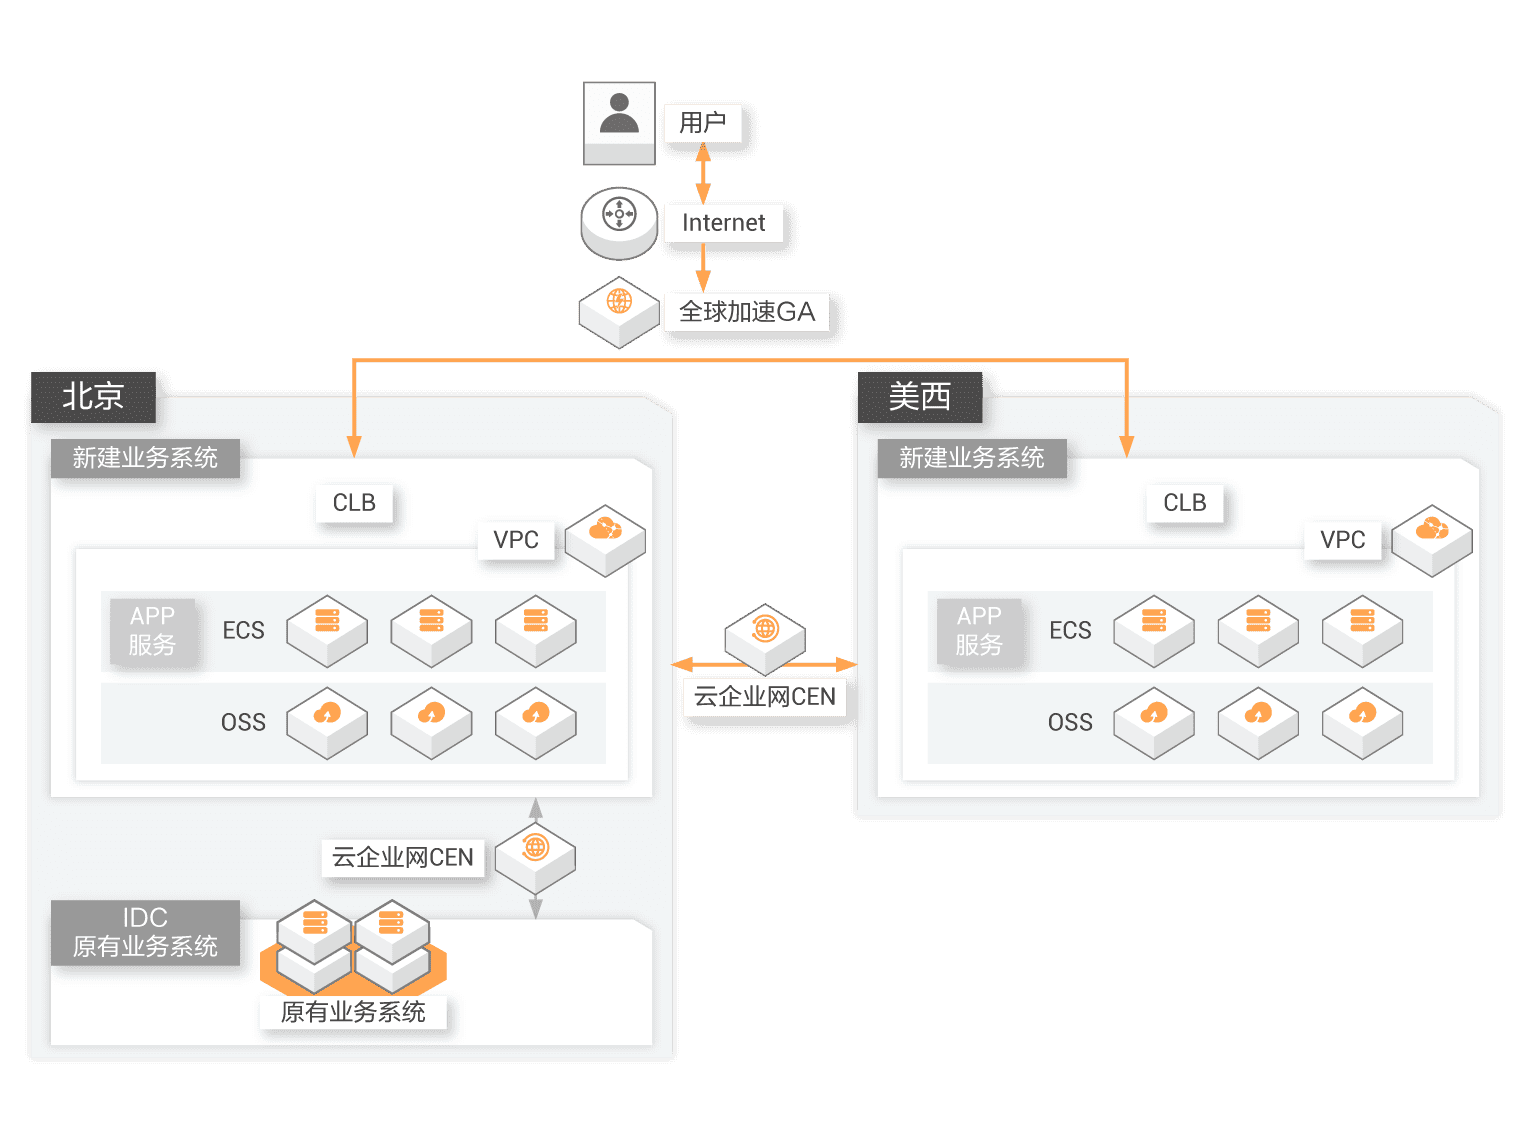 用户
Internet
全球加速GA
北京
新建业务系统
CLB
VPC
APP
服务
ECS
OSS
云企业网CEN
IDC
原有业务系统
原有业务系统
云企业网CEN
美西
新建业务系统
CLB
VPC
APP
服务
ECS
OSS